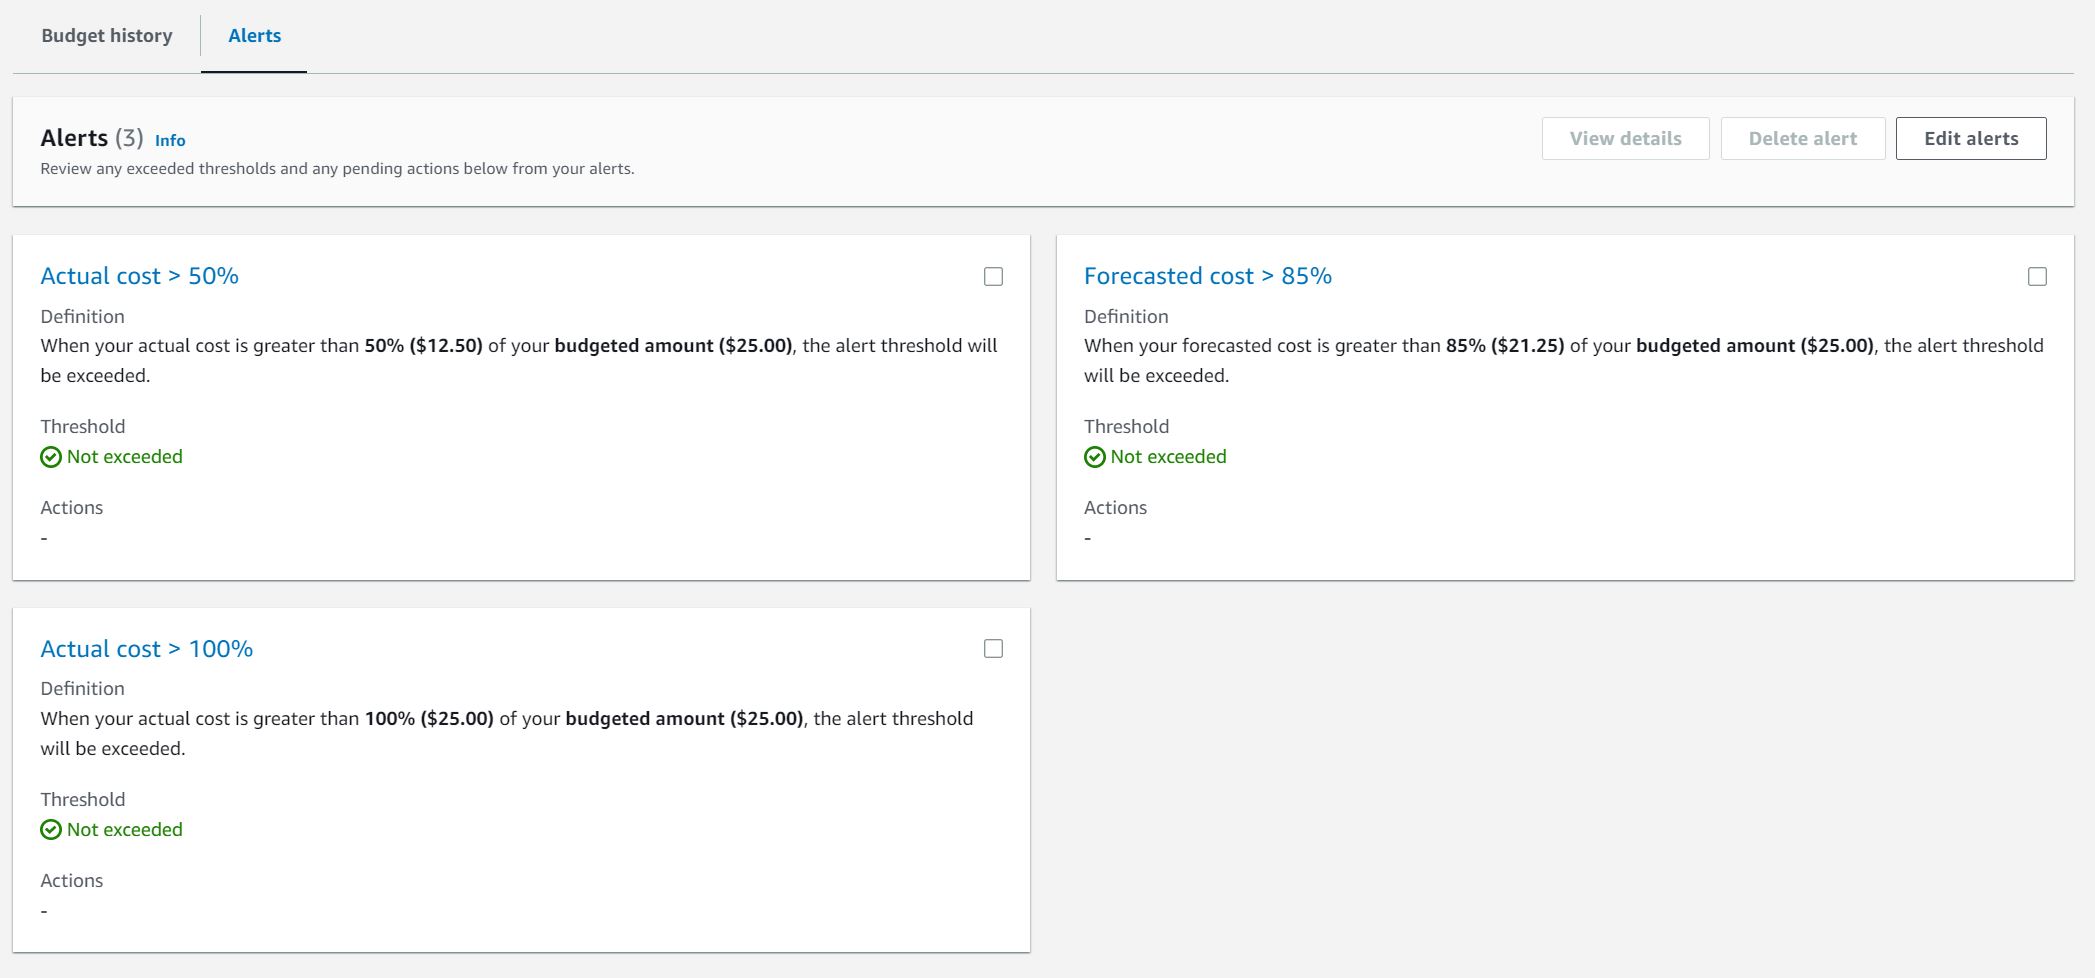 Budget history
Alerts
Alerts (3) Info
Review any exceeded thresholds and any pending actions below from your alerts.
View details
Delete alert
Edit alerts
Actual cost > 50%
Definition
When your actual cost is greater than 50% ($12.50) of your budgeted amount ($25.00), the alert threshold will
be exceeded.
Threshold
Not exceeded
Actions
-
Forecasted cost > 85%
Definition
When your forecasted cost is greater than 85% ($21.25) of your budgeted amount ($25.00), the alert threshold
will be exceeded.
Threshold
Not exceeded
Actions
-
Actual cost > 100%
Definition
When your actual cost is greater than 100% ($25.00) of your budgeted amount ($25.00), the alert threshold
will be exceeded.
Threshold
Not exceeded
Actions
-